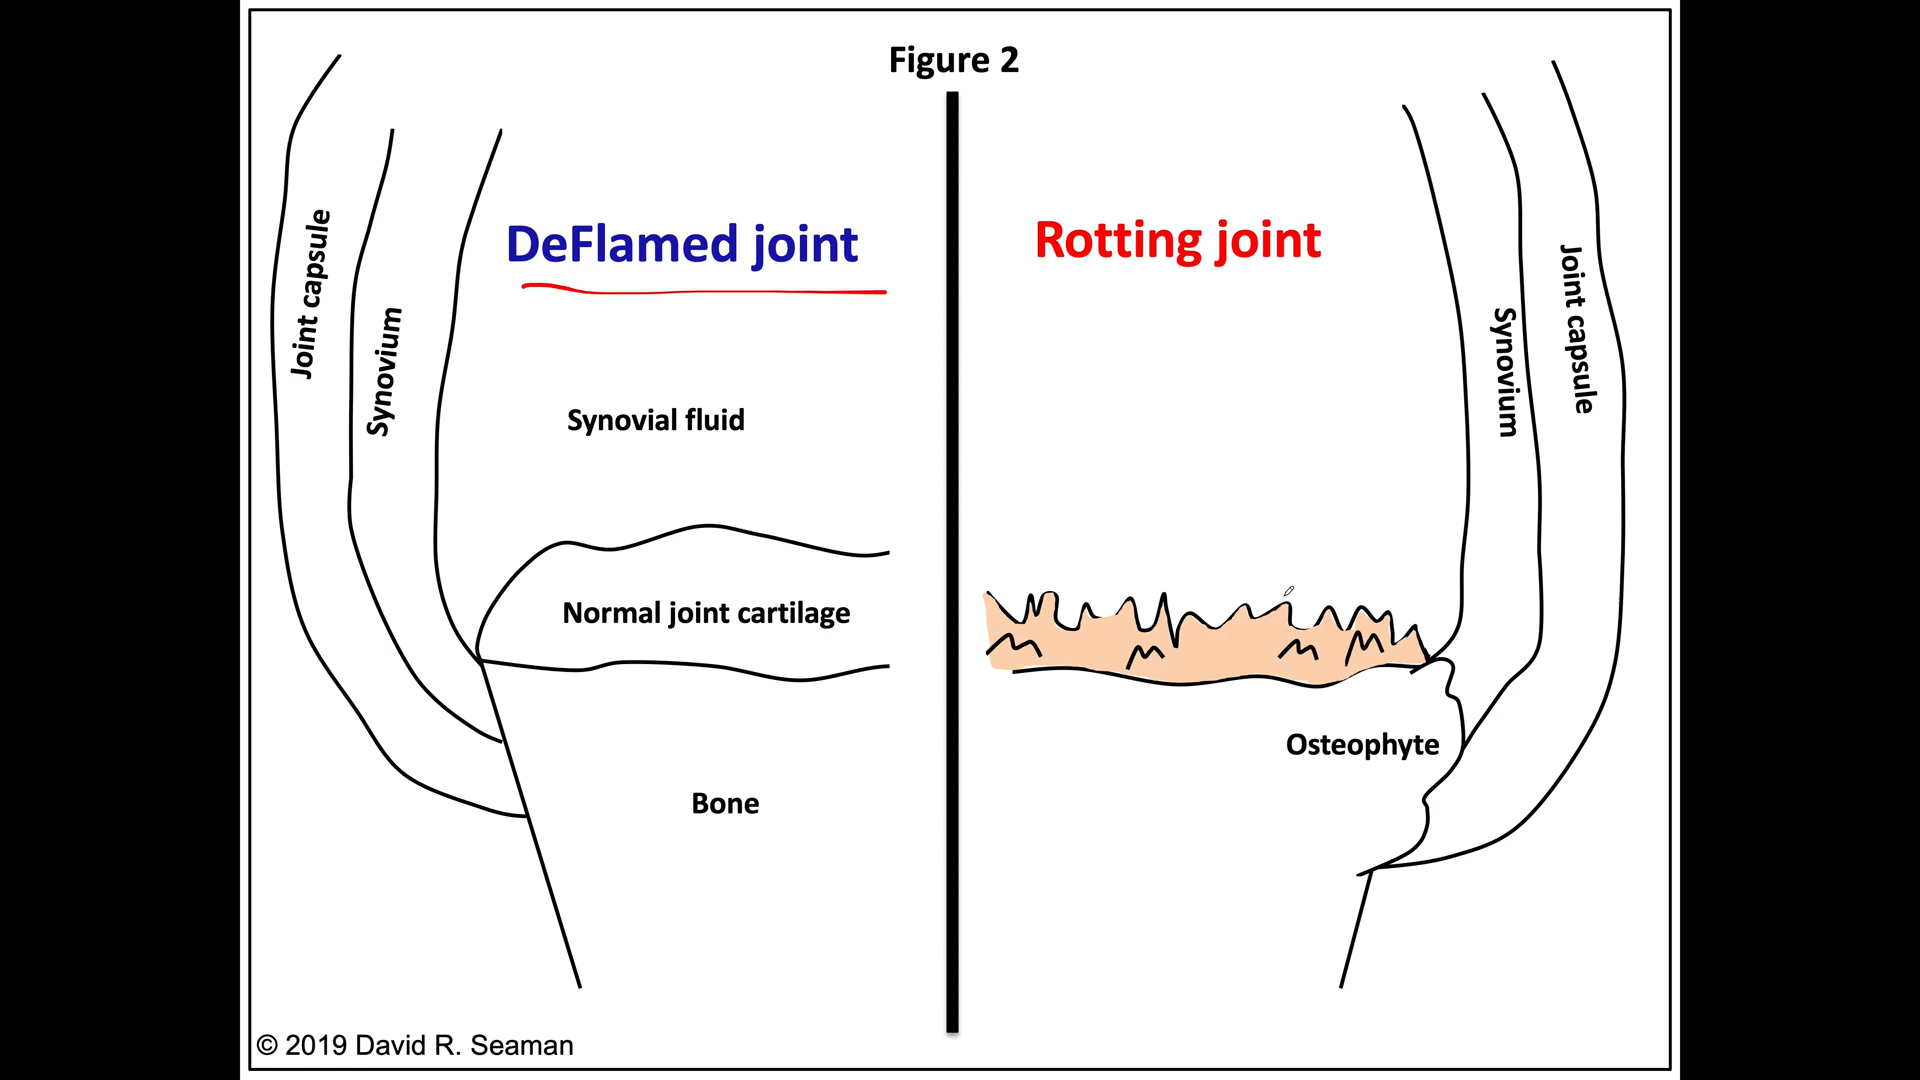 Figure 2
DeFlamed joint
Joint capsule
Synovium
Synovial fluid
Normal joint cartilage
Bone
Rotting joint
Synovium
Joint capsule
Osteophyte
© 2019 David R. Seaman